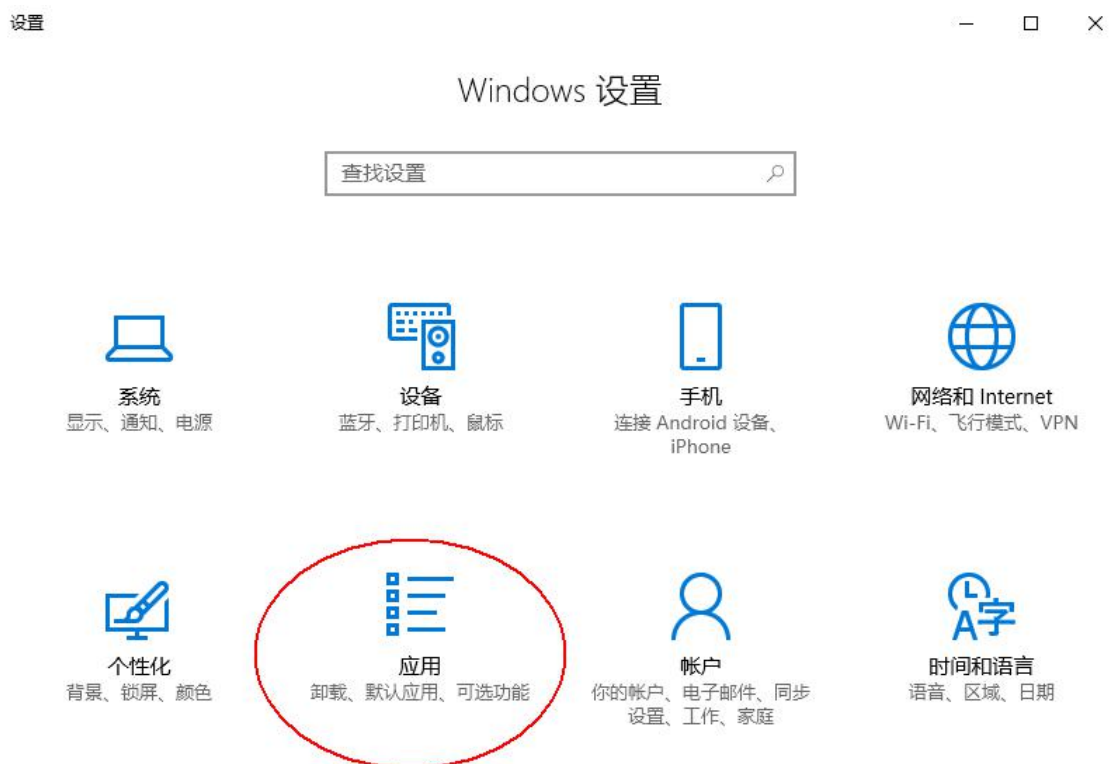 设置
Windows 设置
查找设置
系统
显示、通知、电源
设备
蓝牙、打印机、鼠标
手机
连接 Android 设备、
iPhone
网络和 Internet
Wi-Fi、飞行模式、VPN
个性化
背景、锁屏、颜色
应用
卸载、默认应用、可选功能
帐户
你的帐户、电子邮件、同步
设置、工作、家庭
时间和语言
语音、区域、日期